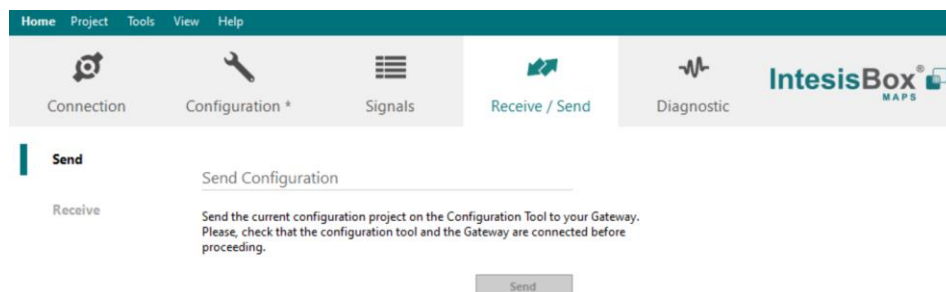 Home Project Tools View Help
Connection Configuration * Signals Receive / Send Diagnostic
IntesisBox®
MAPS
Send
Send Configuration
Receive
Send the current configuration project on the Configuration Tool to your Gateway.
Please, check that the configuration tool and the Gateway are connected before
proceeding.
Send